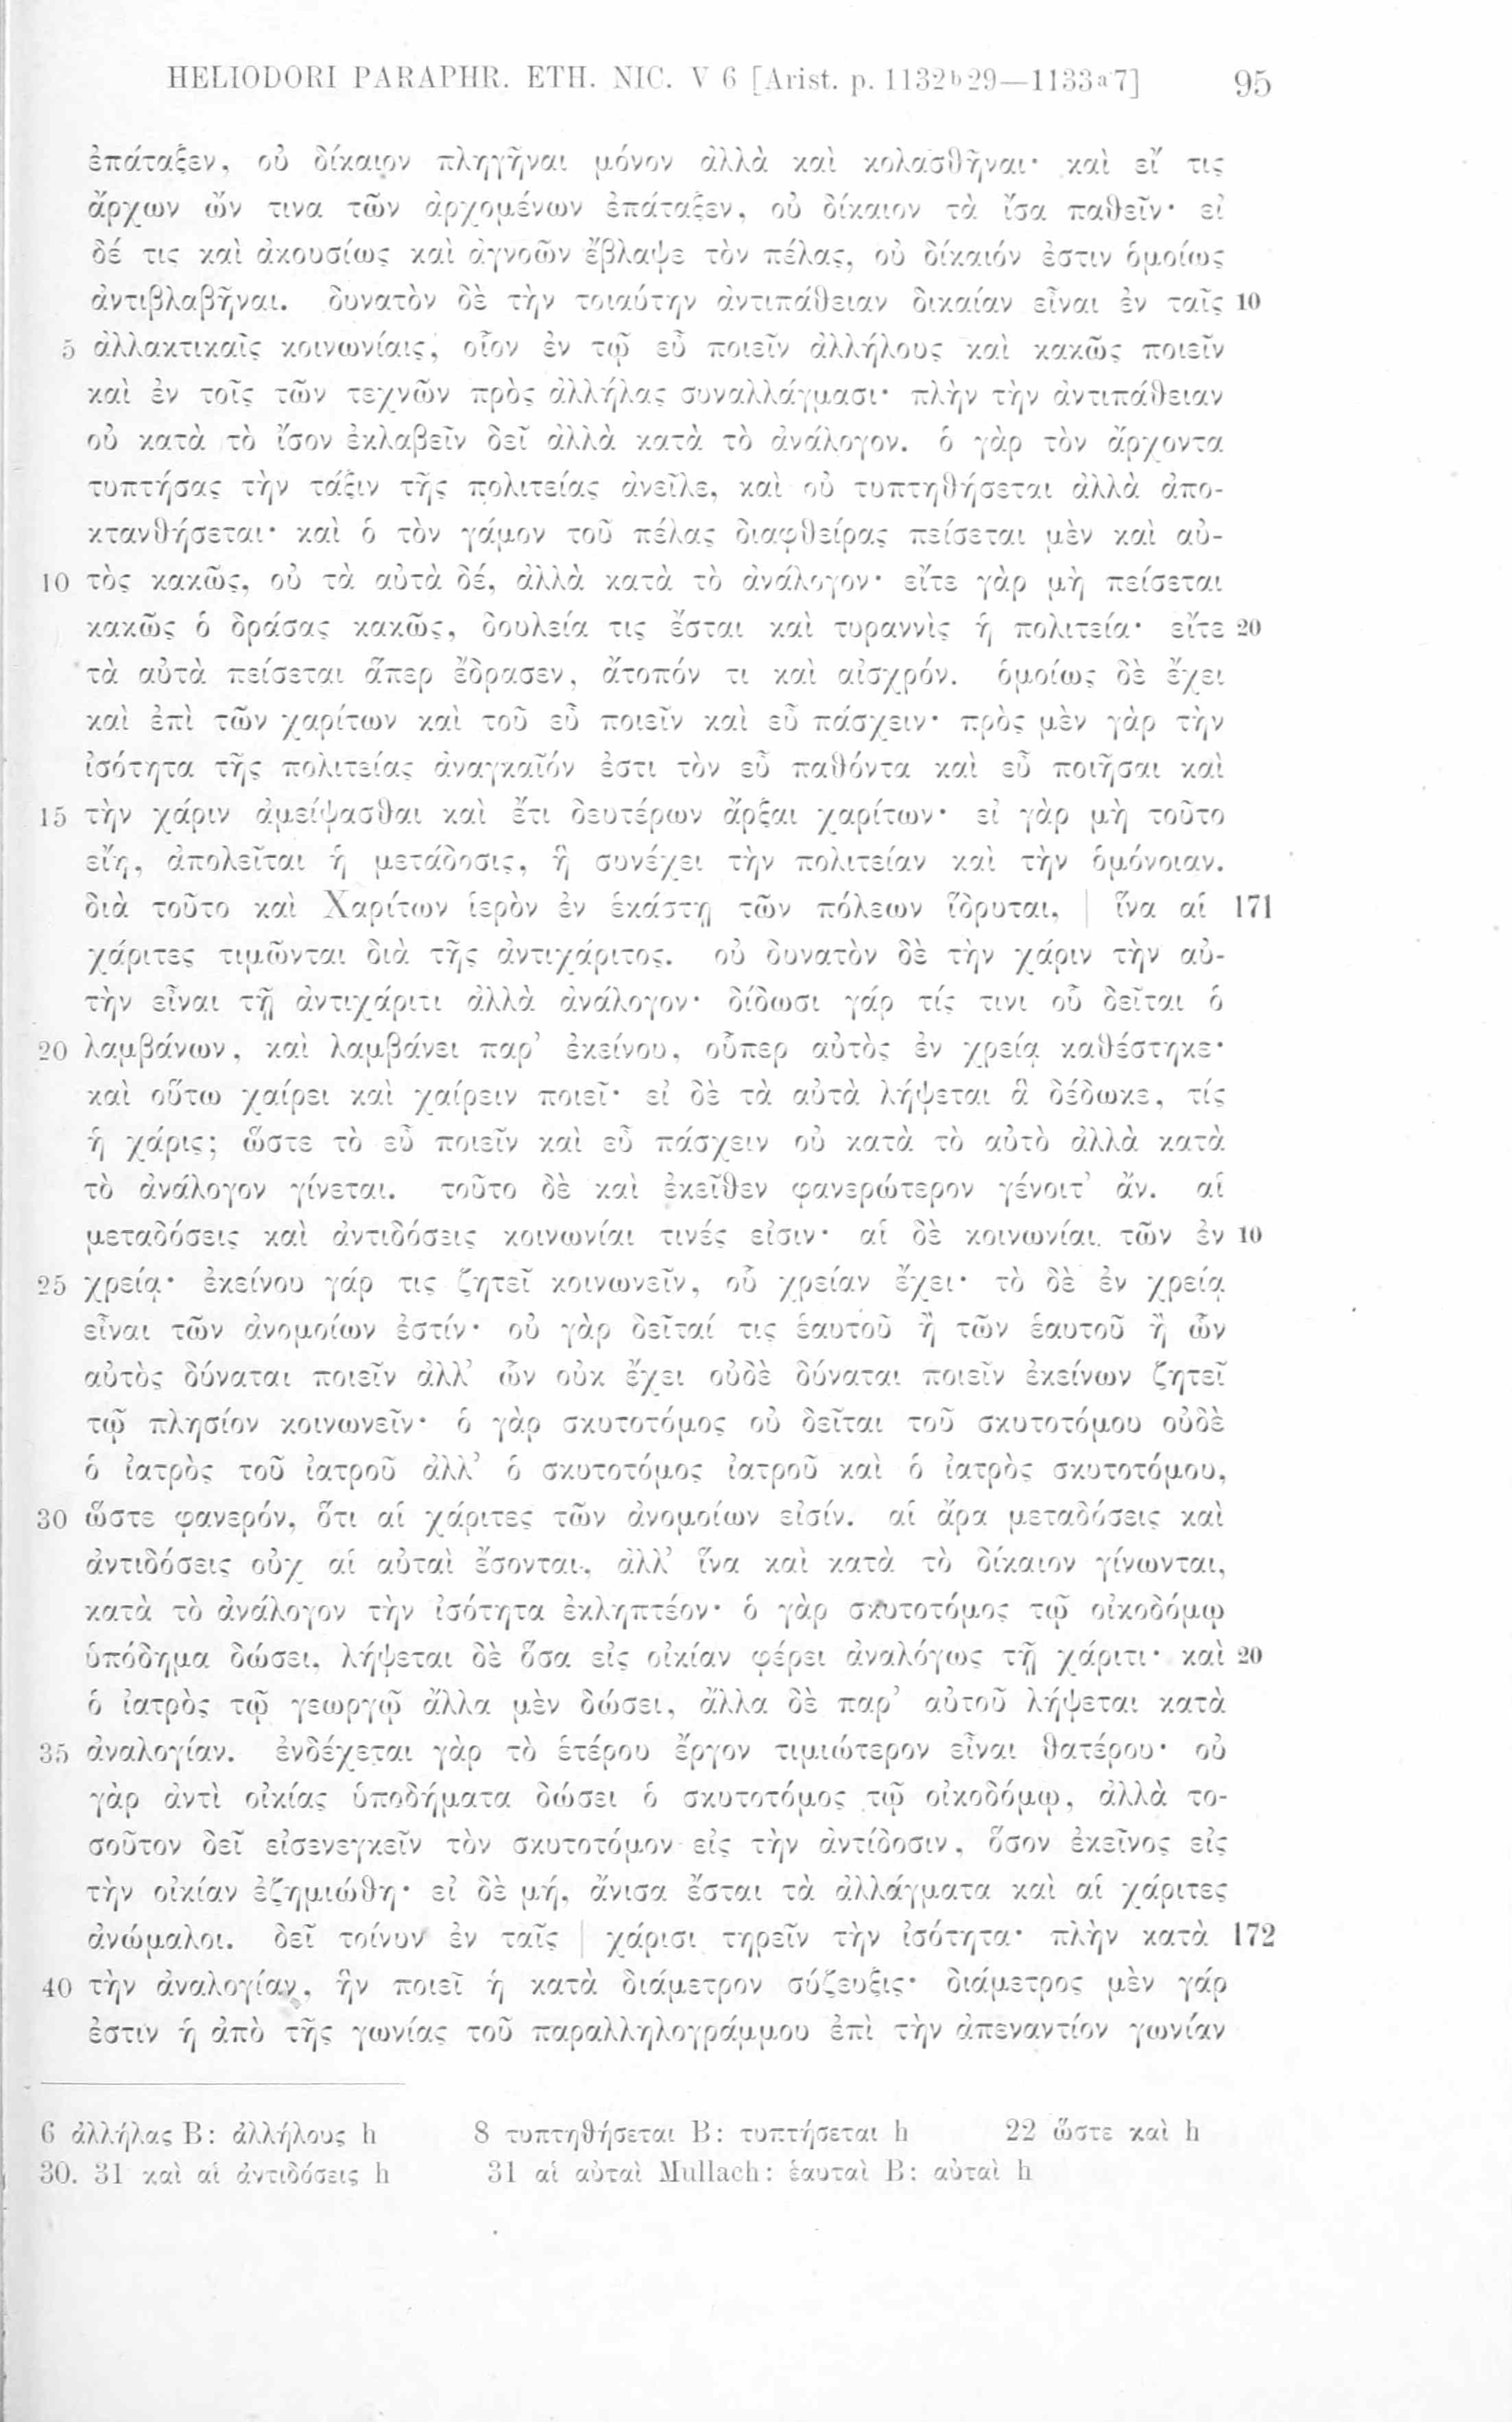 HELIODORI PARAPHR. ETH. NIC. V 6 [Arist. p. 1132b29—1133a7] 95
ἐπάταξεν, οὐ δίκαιον πληγῆναι μόνον ἀλλὰ καὶ κολασθῆναι· καὶ εἴ τις
ἄρχων ὤν τινα τῶν ἀρχομένων ἐπάταξεν, οὐ δίκαιον τὰ ἴσα παθεῖν· εἰ
δέ τις καὶ ἀκουσίως καὶ ἀγνοῶν ἔβλαψε τὸν πέλας, οὐ δίκαιόν ἐστιν ὁμοίως
ἀντιβλαβῆναι. δυνατὸν δὲ τὴν τοιαύτην ἀντιπάθειαν δικαίαν εἶναι ἐν ταῖς 10
5 ἀλλακτικαῖς κοινωνίαις, οἷον ἐν τῷ εὖ ποιεῖν ἀλλήλους καὶ κακῶς ποιεῖν
καὶ ἐν τοῖς τῶν τεχνῶν πρὸς ἀλλήλας συναλλάγμασι· πλὴν τὴν ἀντιπάθειαν
οὐ κατὰ τὸ ἴσον ἐκλαβεῖν δεῖ ἀλλὰ κατὰ τὸ ἀνάλογον. ὁ γὰρ τὸν ἄρχοντα
τυπτήσας τὴν τάξιν τῆς πολιτείας ἀνεῖλε, καὶ οὐ τυπτηθήσεται ἀλλὰ ἀπο-
κτανθήσεται· καὶ ὁ τὸν γάμον τοῦ πέλας διαφθείρας πείσεται μὲν καὶ αὐ-
10 τὸς κακῶς, οὐ τὰ αὐτὰ δέ, ἀλλὰ κατὰ τὸ ἀνάλογον· εἴτε γὰρ μὴ πείσεται
κακῶς ὁ δράσας κακῶς, δουλεία τις ἔσται καὶ τυραννὶς ἡ πολιτεία· εἴτε 20
τὰ αὐτὰ πείσεται ἅπερ ἔδρασεν, ἄτοπόν τι καὶ αἰσχρόν. ὁμοίως δὲ ἔχει
καὶ ἐπὶ τῶν χαρίτων καὶ τοῦ εὖ ποιεῖν καὶ εὖ πάσχειν· πρὸς μὲν γὰρ τὴν
ἰσότητα τῆς πολιτείας ἀναγκαῖόν ἐστι τὸν εὖ παθόντα καὶ εὖ ποιῆσαι καὶ
15 τὴν χάριν ἀμείψασθαι καὶ ἔτι δευτέρων ἄρξαι χαρίτων· εἰ γὰρ μὴ τοῦτο
εἴη, ἀπολεῖται ἡ μετάδοσις, ἣ συνέχει τὴν πολιτείαν καὶ τὴν ὁμόνοιαν.
διὰ τοῦτο καὶ Χαρίτων ἱερὸν ἐν ἑκάστῃ τῶν πόλεων ἵδρυται, | ἵνα αἱ 171
χάριτες τιμῶνται διὰ τῆς ἀντιχάριτος. οὐ δυνατὸν δὲ τὴν χάριν τὴν αὐ-
τὴν εἶναι τῇ ἀντιχάριτι ἀλλὰ ἀνάλογον· δίδωσι γάρ τίς τινι οὗ δεῖται ὁ
20 λαμβάνων, καὶ λαμβάνει παρ’ ἐκείνου, οὗπερ αὐτὸς ἐν χρείᾳ καθέστηκε·
καὶ οὕτω χαίρει καὶ χαίρειν ποιεῖ· εἰ δὲ τὰ αὐτὰ λήψεται ἃ δέδωκε, τίς
ἡ χάρις; ὥστε τὸ εὖ ποιεῖν καὶ εὖ πάσχειν οὐ κατὰ τὸ αὐτὸ ἀλλὰ κατὰ
τὸ ἀνάλογον γίνεται. τοῦτο δὲ καὶ ἐκεῖθεν φανερώτερον γένοιτ’ ἄν. αἱ
μεταδόσεις καὶ ἀντιδόσεις κοινωνίαι τινές εἰσιν· αἱ δὲ κοινωνίαι τῶν ἐν 10
25 χρείᾳ· ἐκείνου γάρ τις ζητεῖ κοινωνεῖν, οὗ χρείαν ἔχει· τὸ δὲ ἐν χρείᾳ
εἶναι τῶν ἀνομοίων ἐστίν· οὐ γὰρ δεῖταί τις ἑαυτοῦ ἢ τῶν ἑαυτοῦ ἢ ὧν
αὐτὸς δύναται ποιεῖν ἀλλ’ ὧν οὐκ ἔχει οὐδὲ δύναται ποιεῖν ἐκείνων ζητεῖ
τῷ πλησίον κοινωνεῖν· ὁ γὰρ σκυτοτόμος οὐ δεῖται τοῦ σκυτοτόμου οὐδὲ
ὁ ἰατρὸς τοῦ ἰατροῦ ἀλλ’ ὁ σκυτοτόμος ἰατροῦ καὶ ὁ ἰατρὸς σκυτοτόμου,
30 ὥστε φανερόν, ὅτι αἱ χάριτες τῶν ἀνομοίων εἰσίν. αἱ ἄρα μεταδόσεις καὶ
ἀντιδόσεις οὐχ αἱ αὐταὶ ἔσονται, ἀλλ’ ἵνα καὶ κατὰ τὸ δίκαιον γίνωνται,
κατὰ τὸ ἀνάλογον τὴν ἰσότητα ἐκληπτέον· ὁ γὰρ σκυτοτόμος τῷ οἰκοδόμῳ
ὑπόδημα δώσει, λήψεται δὲ ὅσα εἰς οἰκίαν φέρει ἀναλόγως τῇ χάριτι· καὶ 20
ὁ ἰατρὸς τῷ γεωργῷ ἄλλα μὲν δώσει, ἄλλα δὲ παρ’ αὐτοῦ λήψεται κατὰ
35 ἀναλογίαν. ἐνδέχεται γὰρ τὸ ἑτέρου ἔργον τιμιώτερον εἶναι θατέρου· οὐ
γὰρ ἀντὶ οἰκίας ὑποδήματα δώσει ὁ σκυτοτόμος τῷ οἰκοδόμῳ, ἀλλὰ το-
σοῦτον δεῖ εἰσενεγκεῖν τὸν σκυτοτόμον εἰς τὴν ἀντίδοσιν, ὅσον ἐκεῖνος εἰς
τὴν οἰκίαν ἐζημιώθη· εἰ δὲ μή, ἄνισα ἔσται τὰ ἀλλάγματα καὶ αἱ χάριτες
ἀνώμαλοι. δεῖ τοίνυν ἐν ταῖς | χάρισι τηρεῖν τὴν ἰσότητα· πλὴν κατὰ 172
40 τὴν ἀναλογίαν, ἣν ποιεῖ ἡ κατὰ διάμετρον σύζευξις· διάμετρος μὲν γάρ
ἐστιν ἡ ἀπὸ τῆς γωνίας τοῦ παραλληλογράμμου ἐπὶ τὴν ἀπεναντίον γωνίαν
6 ἀλλήλας B: ἀλλήλους h 8 τυπτηθήσεται B: τυπτήσεται h 22 ὥστε καὶ h
30. 31 καὶ αἱ ἀντιδόσεις h 31 αἱ αὐταὶ Mullach: ἑαυταὶ B: αὐταὶ h